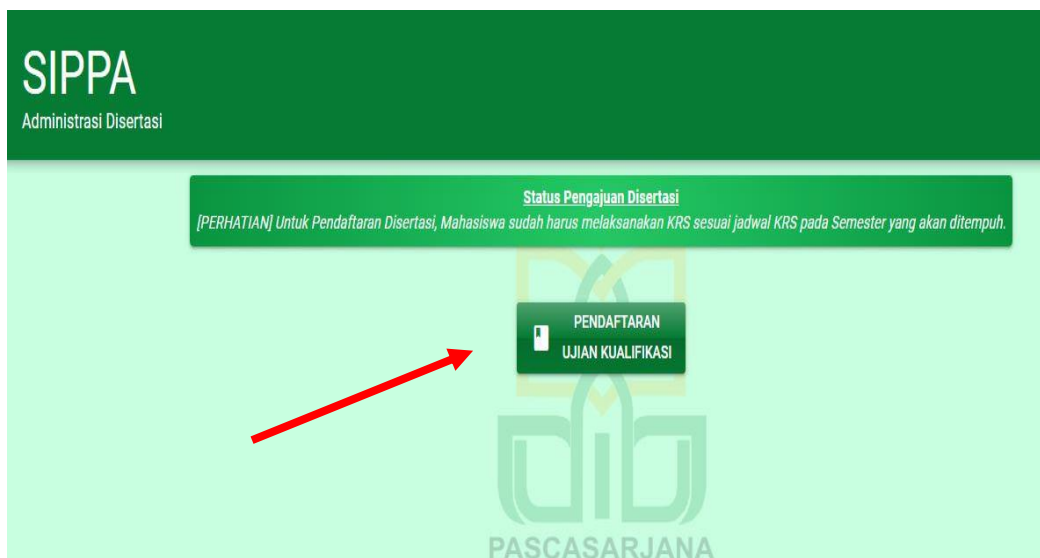 SIPPA
Administrasi Disertasi
Status Pengajuan Disertasi
[PERHATIAN] Untuk Pendaftaran Disertasi, Mahasiswa sudah harus melaksanakan KRS sesuai jadwal KRS pada Semester yang akan ditempuh.
PENDAFTARAN
UJIAN KUALIFIKASI
PASCASARJANA